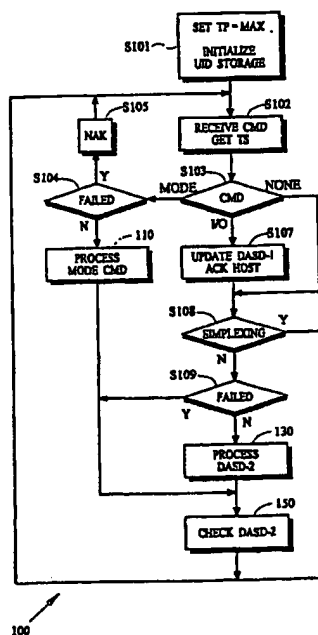 S101
SET TP=MAX.
INITIALIZE
UID STORAGE
S105
NAK
S102
RECEIVE CMD
GET TS
S104
FAILED
Y
N
S103
CMD
MODE
NONE
I/O
110
PROCESS
MODE CMD
S107
UPDATE DASD-1
ACK HOST
S108
SIMPLEXING
Y
N
S109
FAILED
Y
N
130
PROCESS
DASD-2
150
CHECK DASD-2
100